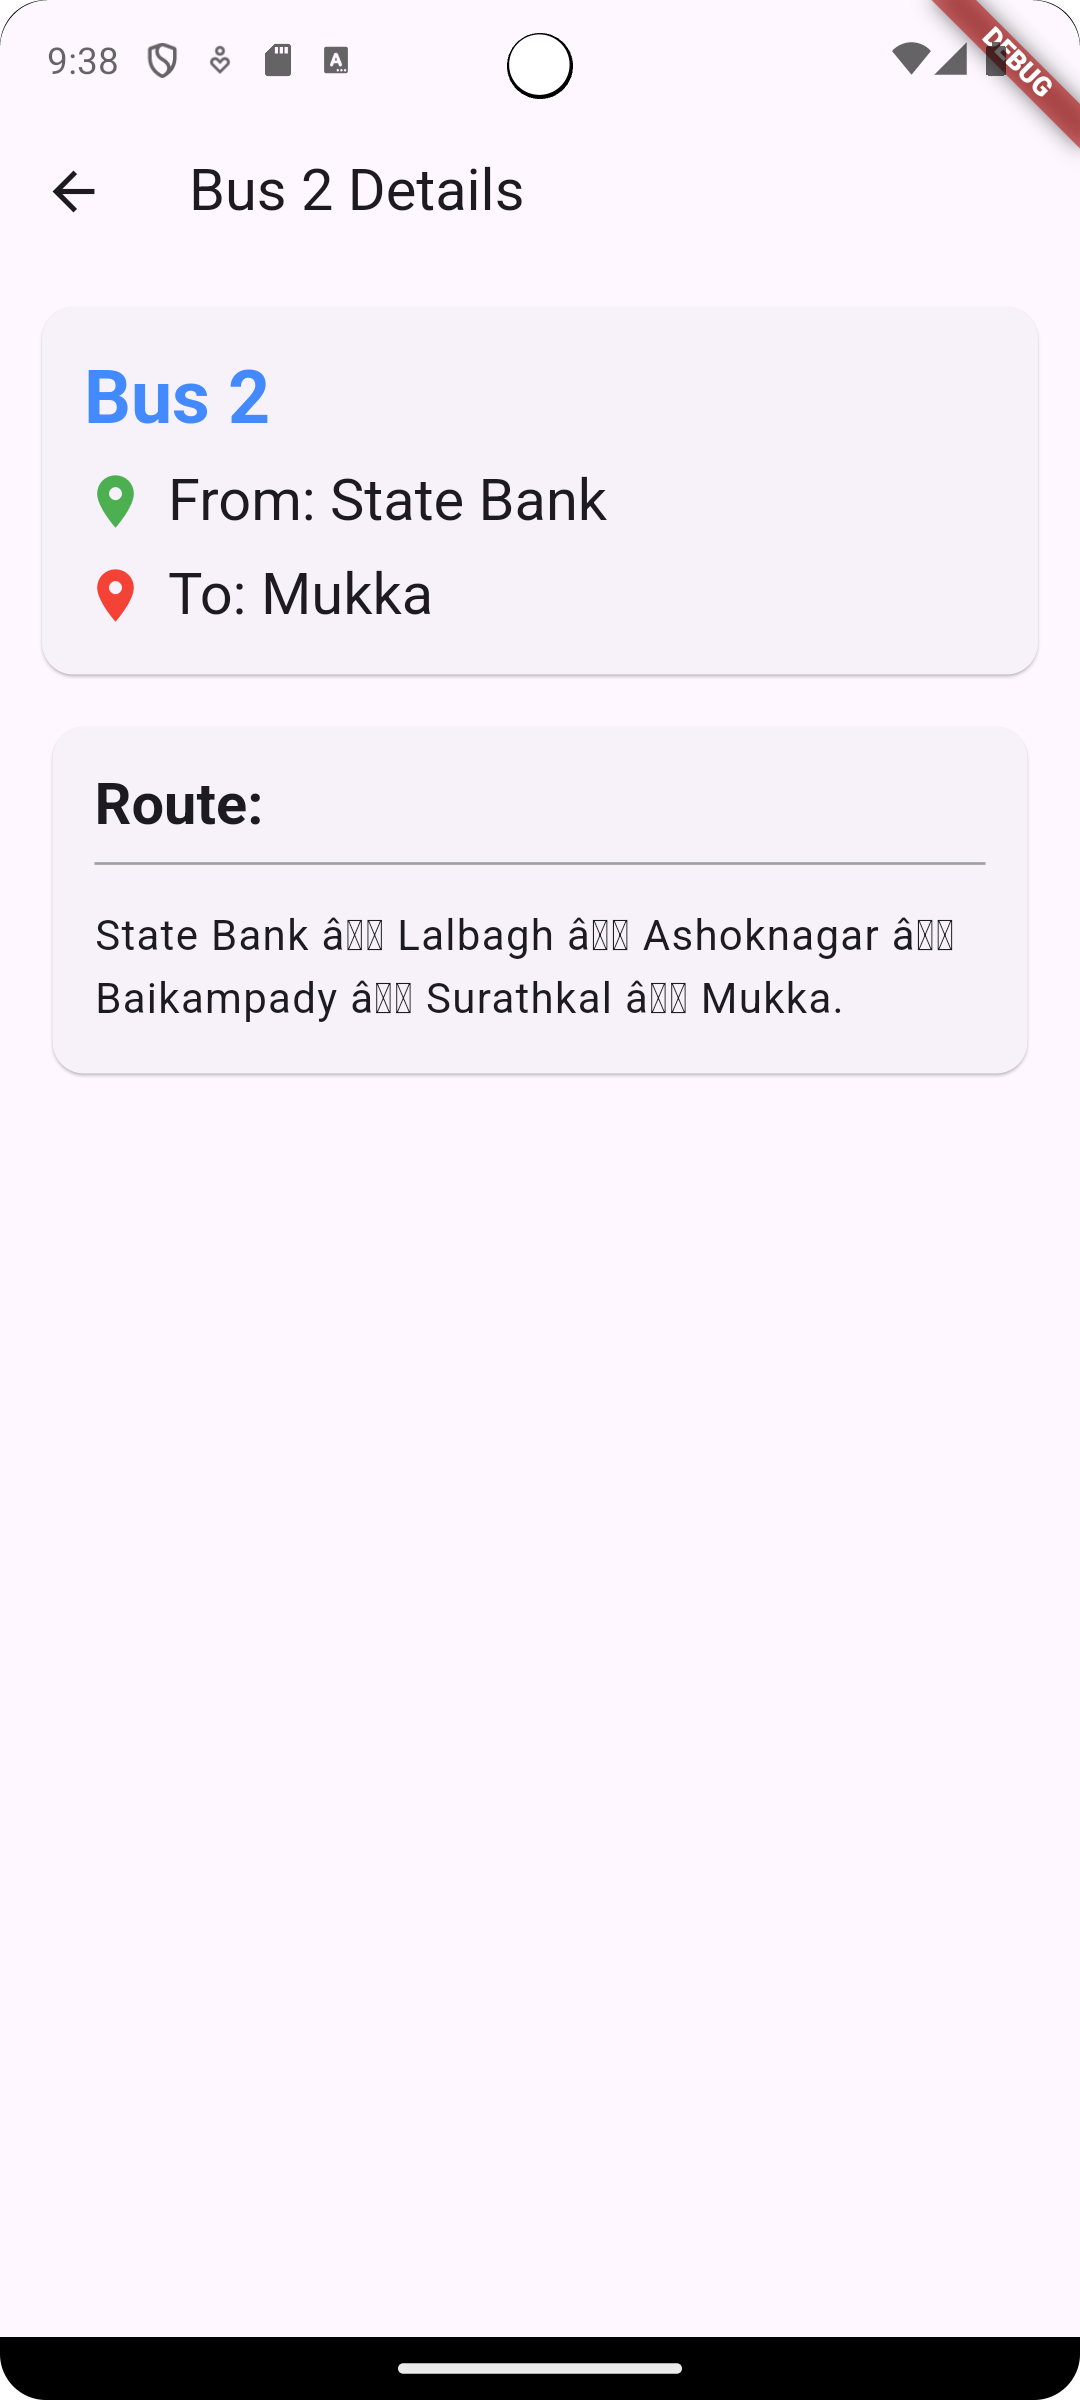 9:38
DEBUG
Bus 2 Details
Bus 2
From: State Bank
To: Mukka
Route:
State Bank â Lalbagh â Ashoknagar â
Baikampady â Surathkal â Mukka.